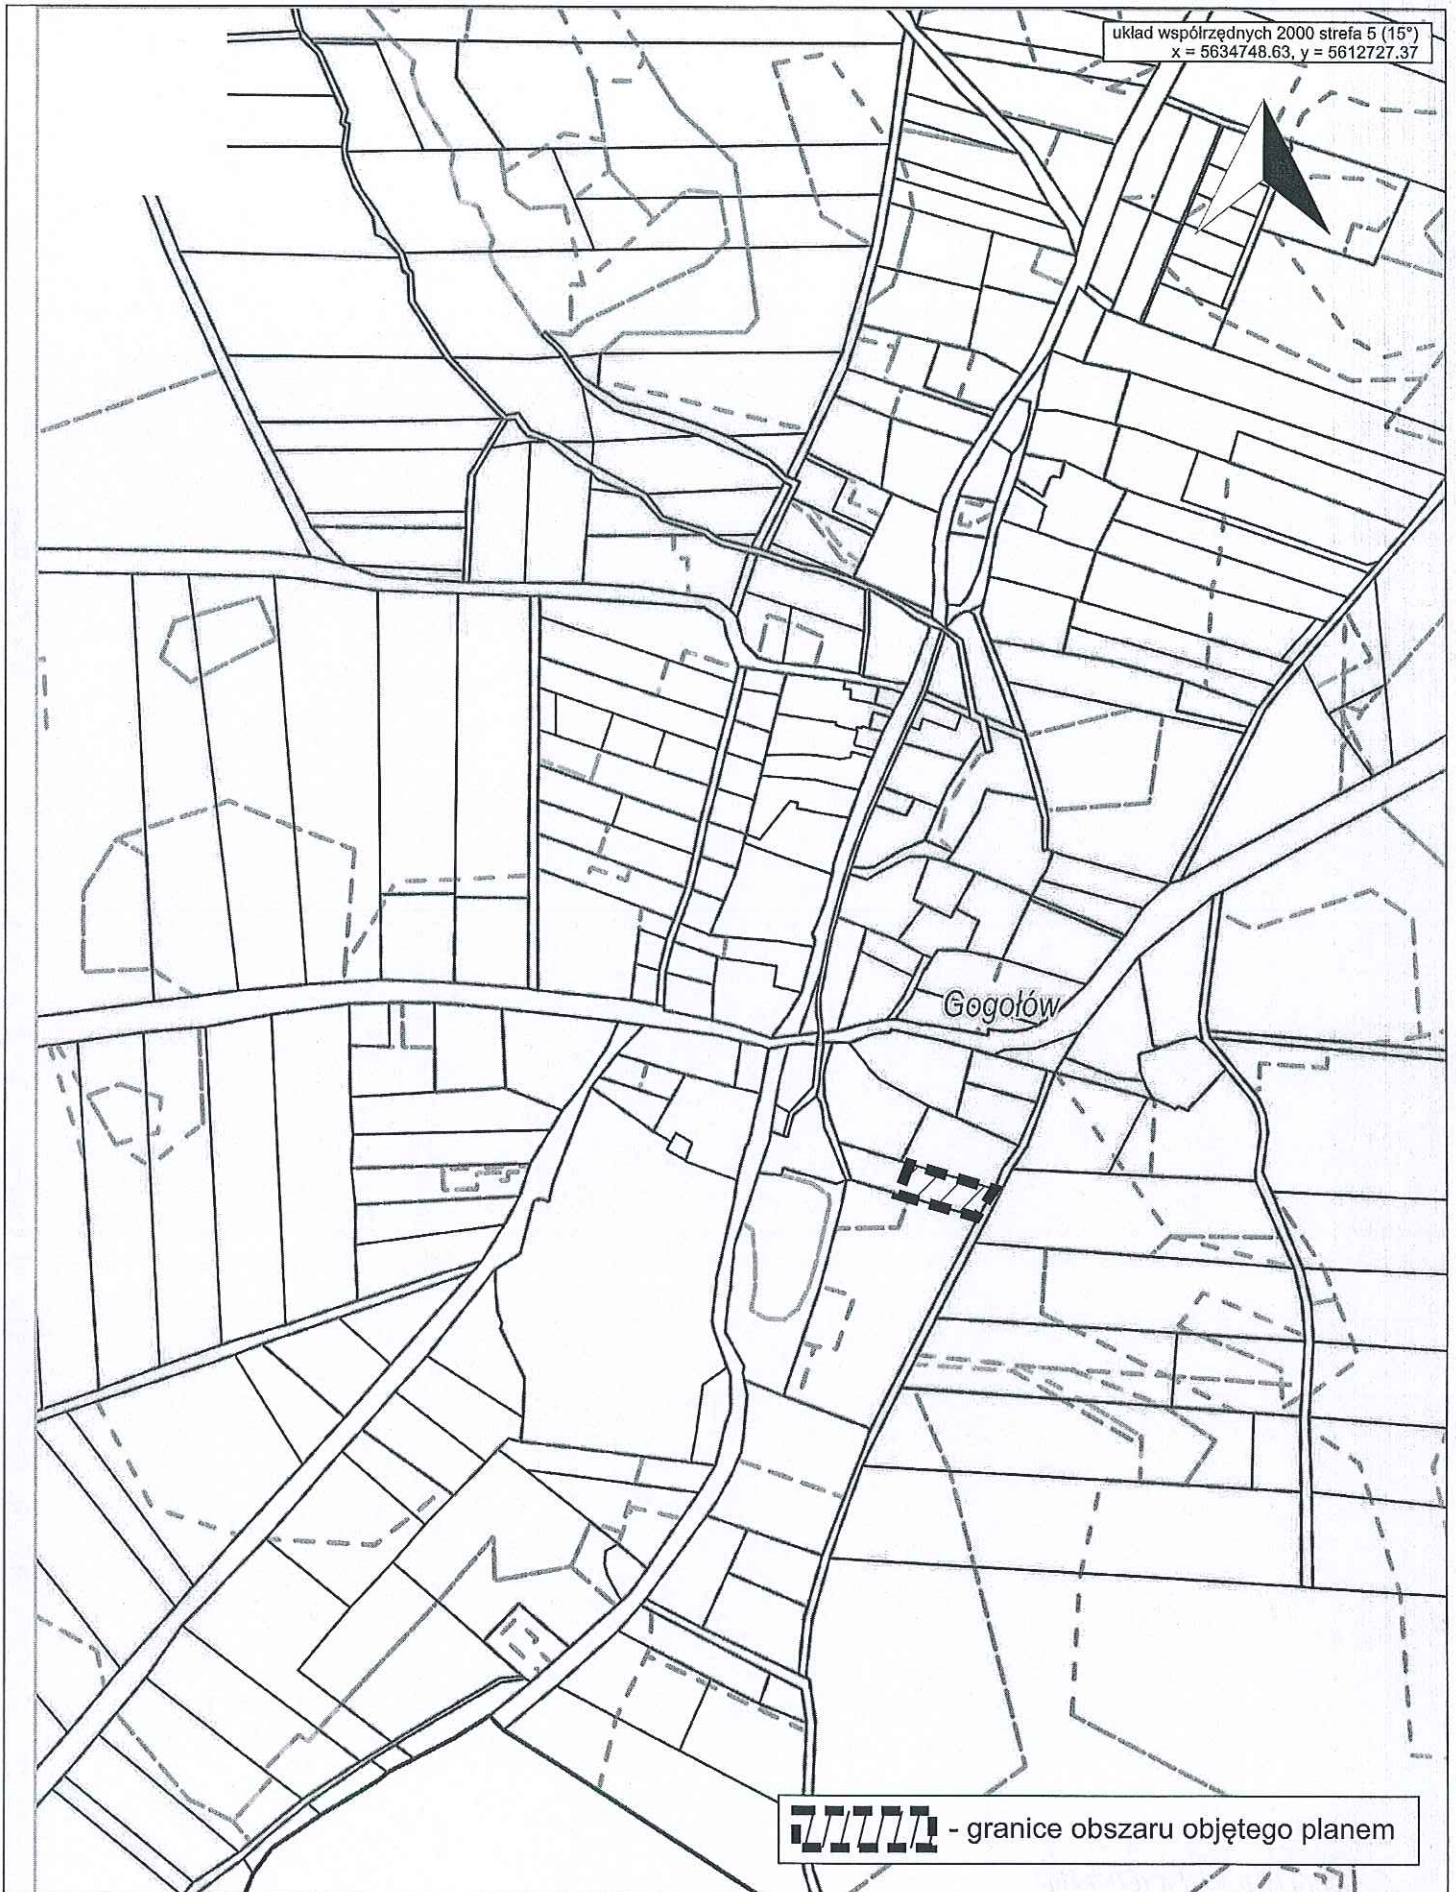 układ współrzędnych 2000 strefa 5 (15°)
x = 5634748.63, y = 5612727.37
Gogołów
- granice obszaru objętego planem